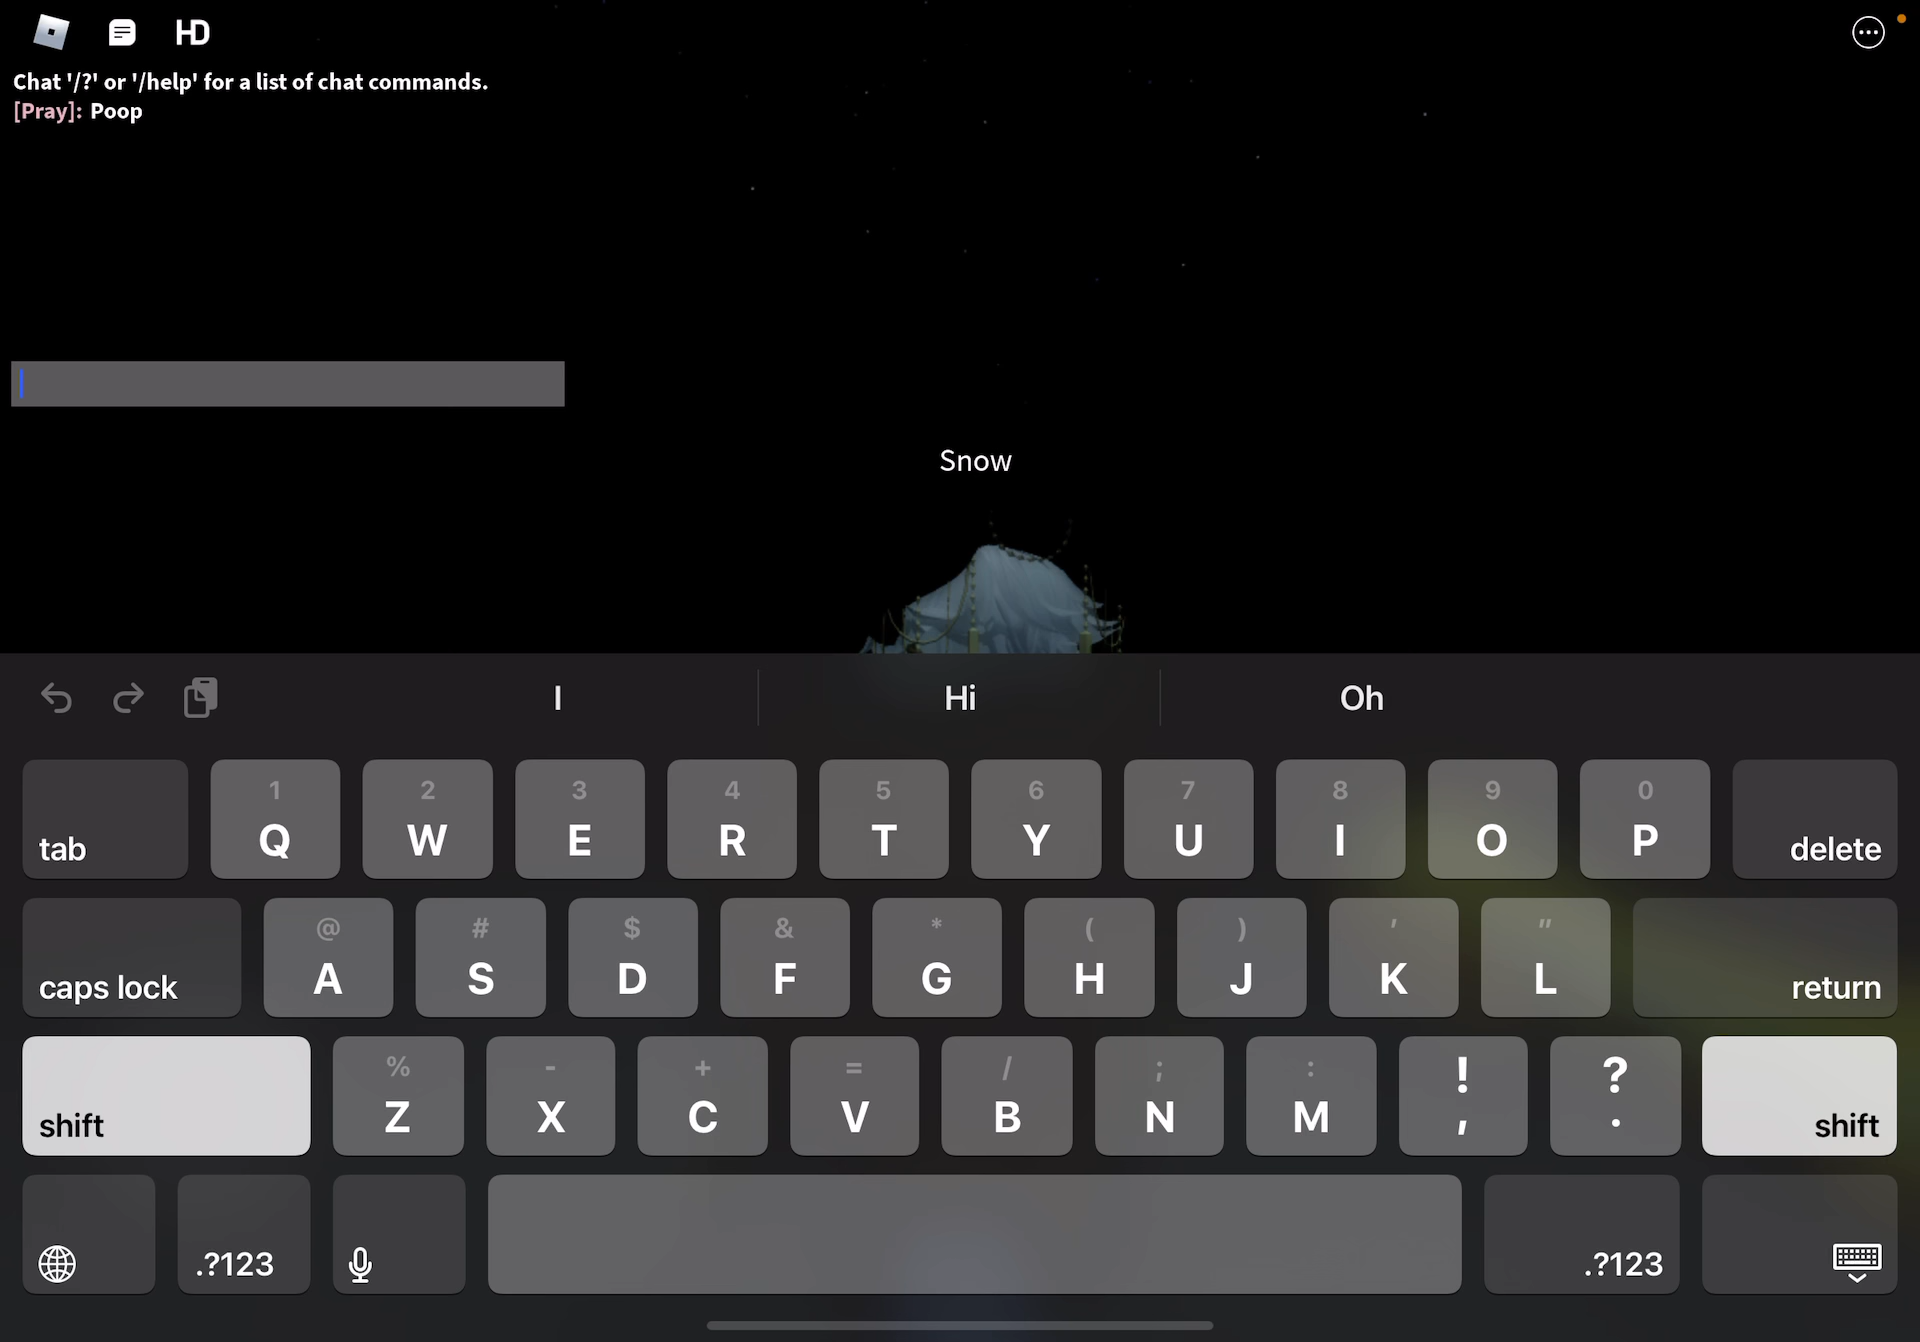 HD
Chat '/?' or '/help' for a list of chat commands.
[Pray]: Poop
Snow
I Hi Oh
tab 1 Q 2 W 3 E 4 R 5 T 6 Y 7 U 8 I 9 O 0 P delete
caps lock @ A # S $ D & F * G ( H ) J ' K " L return
shift % Z - X + C = V / B ; N : M ! , ? . shift
.?123 .?123